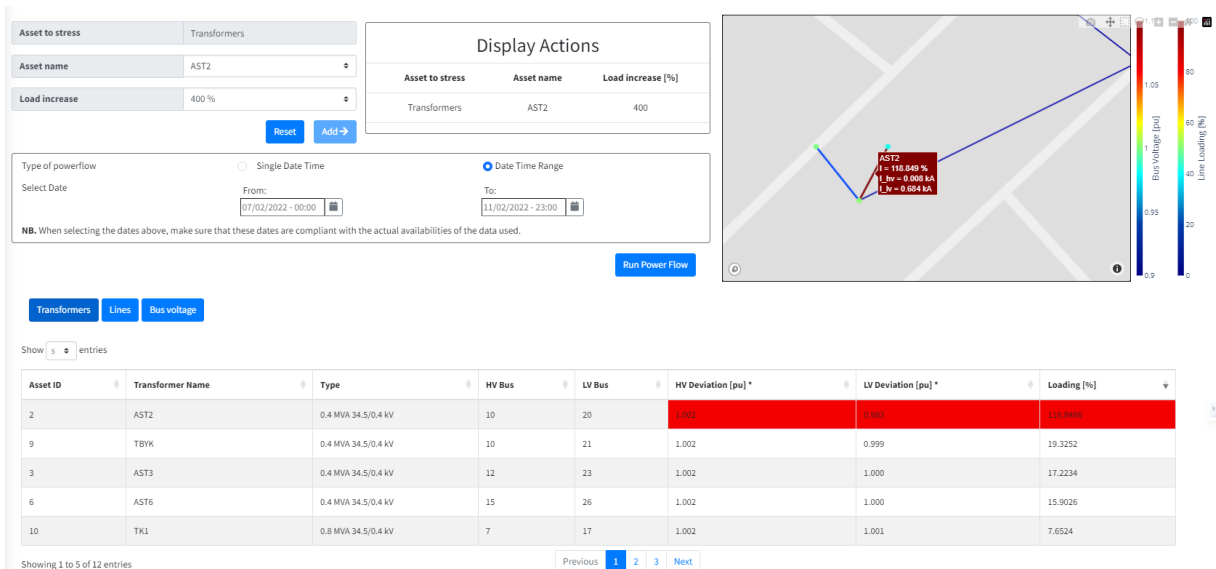 Asset to stress Transformers
Asset name AST2
Load increase 400 %
Reset Add
Display Actions
Asset to stress Asset name Load increase [%]
Transformers AST2 400
Type of powerflow Single Date Time Date Time Range
Select Date From: To:
07/02/2022 - 00:00 11/02/2022 - 23:00
NB. When selecting the dates above, make sure that these dates are compliant with the actual availabilities of the data used.
Run Power Flow
AST2
I = 118.849 %
I_hv = 0.008 kA
I_lv = 0.684 kA
1.05
1
0.95
0.9
Bus Voltage [pu]
80
60
40
20
0
Line Loading [%]
Transformers Lines Bus voltage
Show 5 entries
Asset ID Transformer Name Type HV Bus LV Bus HV Deviation [pu] * LV Deviation [pu] * Loading [%]
2 AST2 0.4 MVA 34.5/0.4 kV 10 20 1.002 0.983 118.8486
9 TBYK 0.4 MVA 34.5/0.4 kV 10 21 1.002 0.999 19.3252
3 AST3 0.4 MVA 34.5/0.4 kV 12 23 1.002 1.000 17.2234
6 AST6 0.4 MVA 34.5/0.4 kV 15 26 1.002 1.000 15.9026
10 TK1 0.8 MVA 34.5/0.4 kV 7 17 1.002 1.001 7.6524
Showing 1 to 5 of 12 entries
Previous 1 2 3 Next